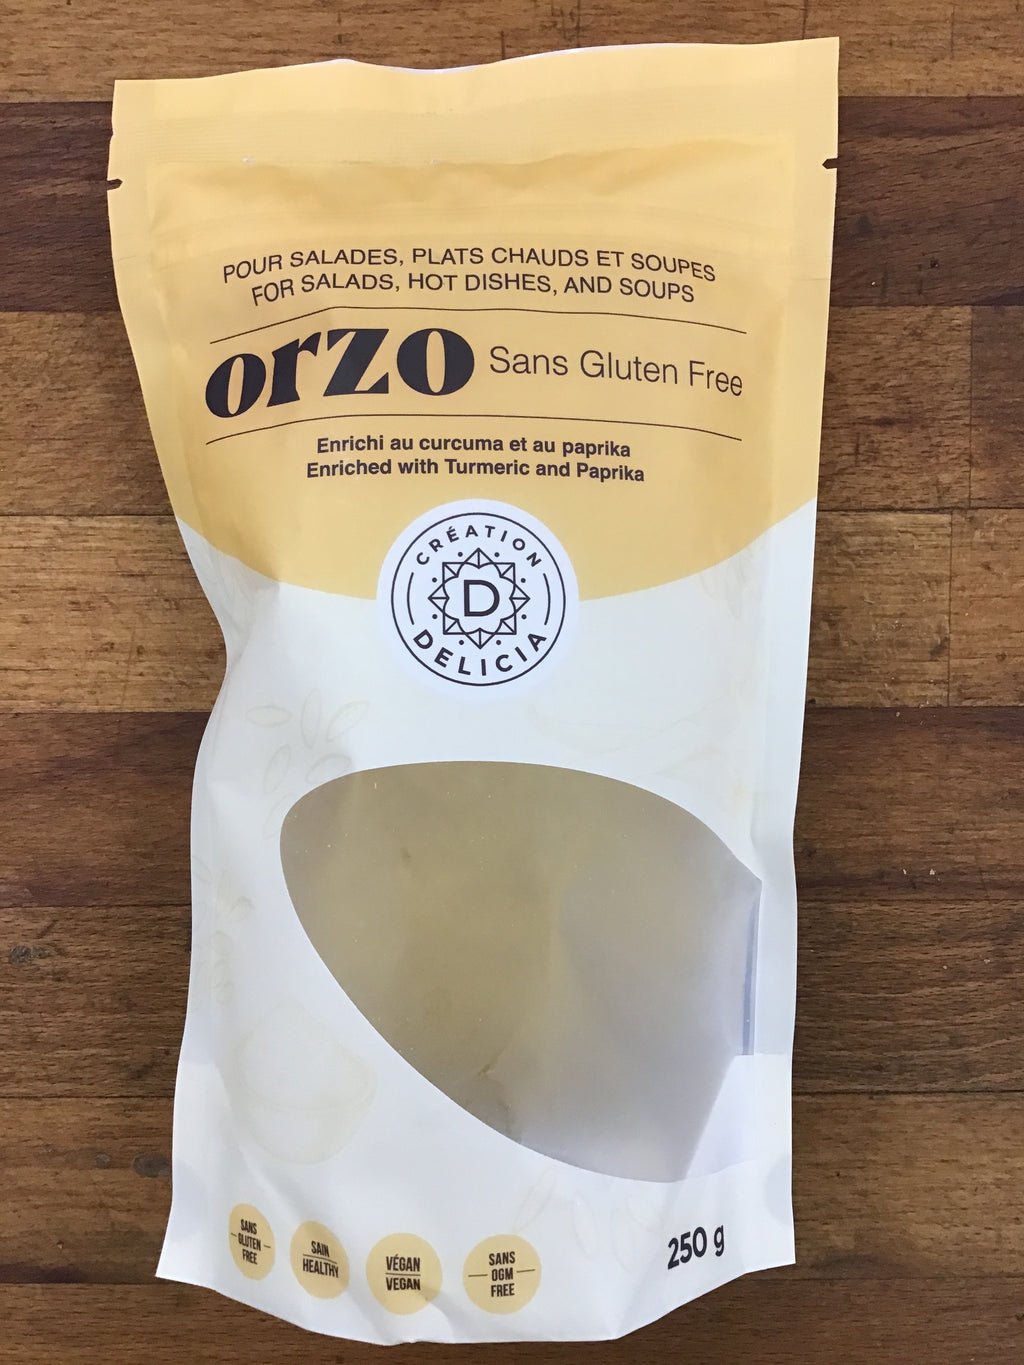 POUR SALADES, PLATS CHAUDS ET SOUPES
FOR SALADS, HOT DISHES, AND SOUPS
orzo Sans Gluten Free
Enrichi au curcuma et au paprika
Enriched with Turmeric and Paprika
CRÉATION
D
DELICIA
SANS
GLUTEN
FREE
SAIN
HEALTHY
VÉGAN
VEGAN
SANS
OGM
FREE
250 g